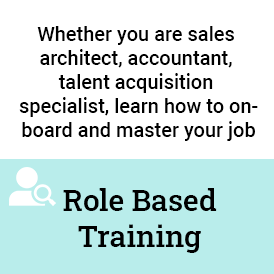 Whether you are sales
architect, accountant,
talent acquisition
specialist, learn how to on-
board and master your job
Role Based
Training